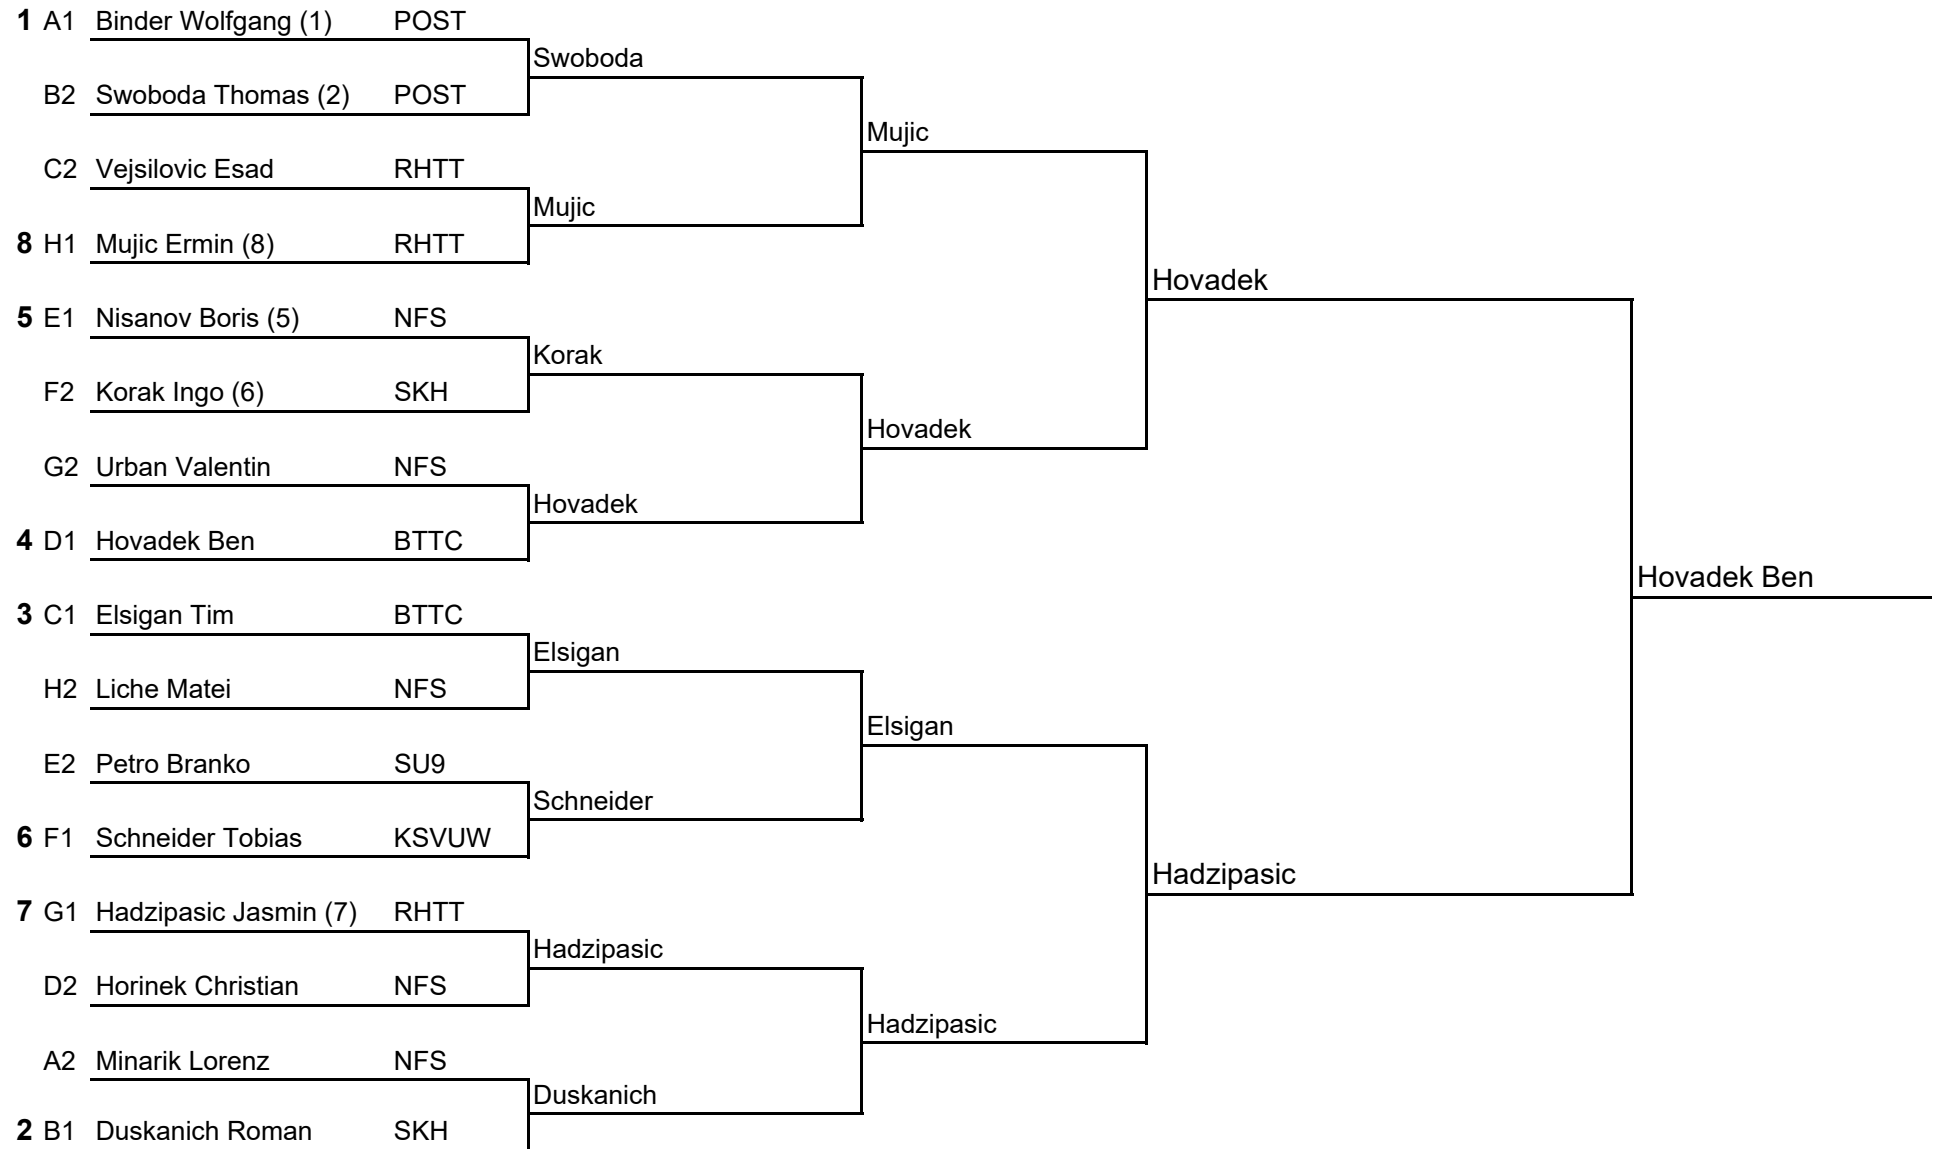 1 A1 Binder Wolfgang (1) POST
Swoboda
B2 Swoboda Thomas (2) POST
Mujic
C2 Vejsilovic Esad RHTT
Mujic
8 H1 Mujic Ermin (8) RHTT
Hovadek
5 E1 Nisanov Boris (5) NFS
Korak
F2 Korak Ingo (6) SKH
Hovadek
G2 Urban Valentin NFS
Hovadek
4 D1 Hovadek Ben BTTC
Hovadek Ben
3 C1 Elsigan Tim BTTC
Elsigan
H2 Liche Matei NFS
Elsigan
E2 Petro Branko SU9
Schneider
6 F1 Schneider Tobias KSVUW
Hadzipasic
7 G1 Hadzipasic Jasmin (7) RHTT
Hadzipasic
D2 Horinek Christian NFS
Hadzipasic
A2 Minarik Lorenz NFS
Duskanich
2 B1 Duskanich Roman SKH